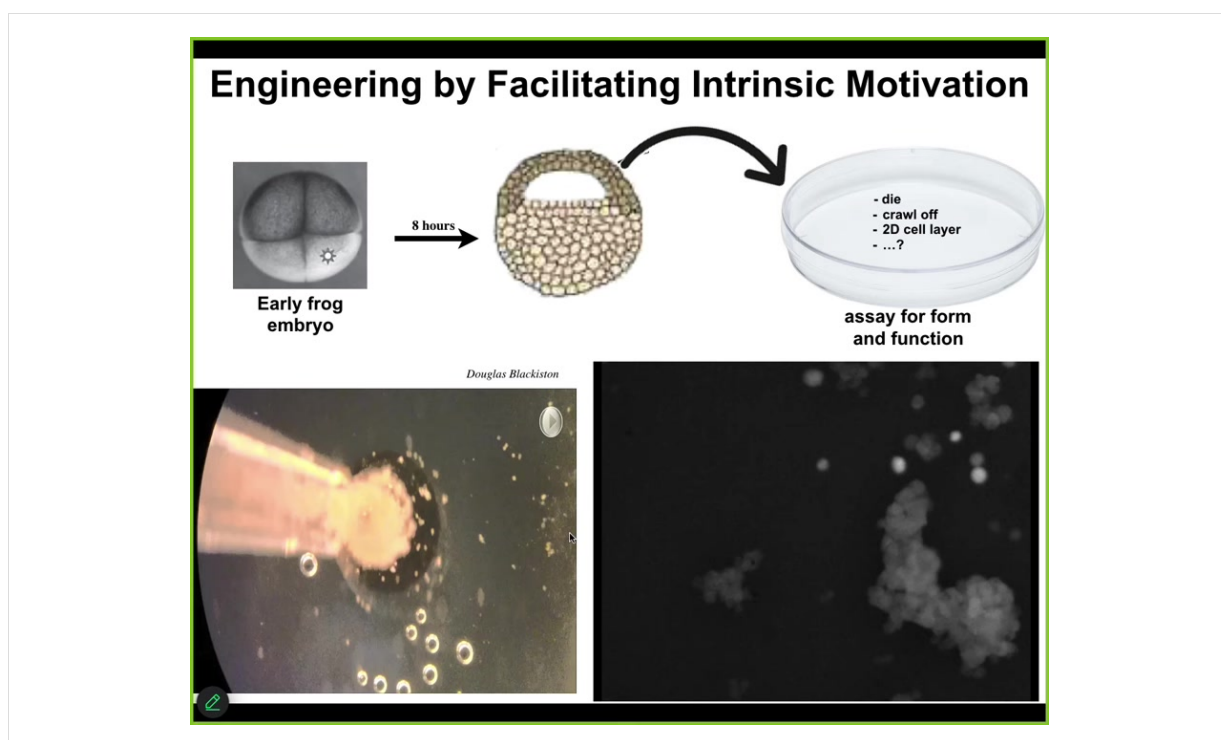 Engineering by Facilitating Intrinsic Motivation
8 hours
- die
- crawl off
- 2D cell layer
- ...?
Early frog
embryo
assay for form
and function
Douglas Blackiston